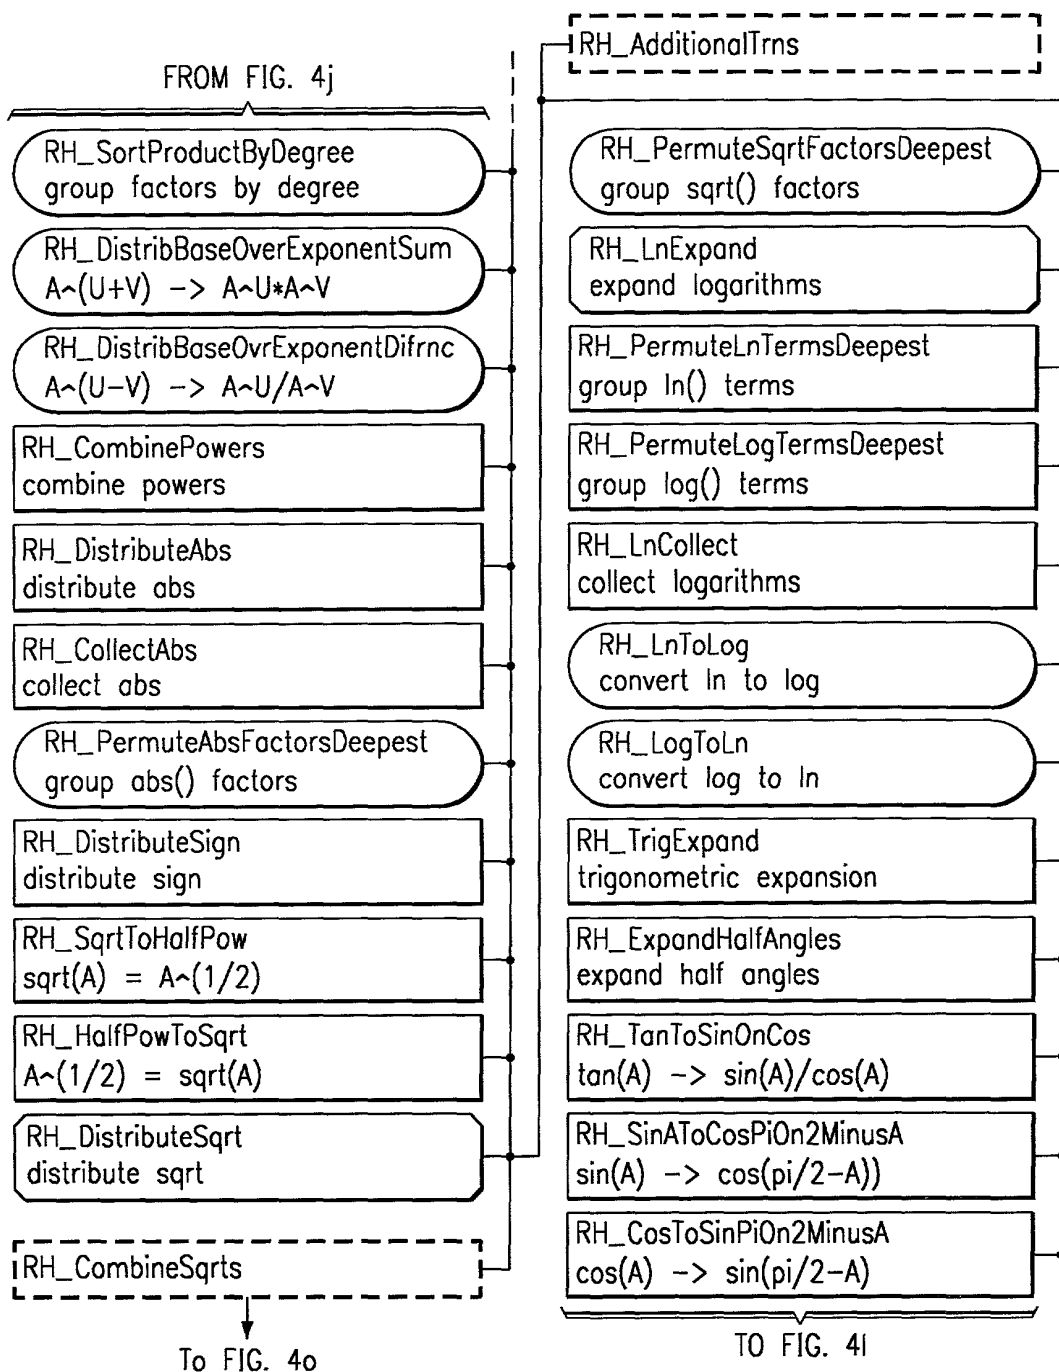 FROM FIG. 4j
RH_SortProductByDegree
group factors by degree
RH_DistribBaseOverExponentSum
A~(U+V) -> A~U*A~V
RH_DistribBaseOvrExponentDifrnc
A~(U-V) -> A~U/A~V
RH_CombinePowers
combine powers
RH_DistributeAbs
distribute abs
RH_CollectAbs
collect abs
RH_PermuteAbsFactorsDeepest
group abs() factors
RH_DistributeSign
distribute sign
RH_SqrtToHalfPow
sqrt(A) = A~(1/2)
RH_HalfPowToSqrt
A~(1/2) = sqrt(A)
RH_DistributeSqrt
distribute sqrt
RH_CombineSqrts
To FIG. 4o
RH_AdditionalTrns
RH_PermuteSqrtFactorsDeepest
group sqrt() factors
RH_LnExpand
expand logarithms
RH_PermuteLnTermsDeepest
group ln() terms
RH_PermuteLogTermsDeepest
group log() terms
RH_LnCollect
collect logarithms
RH_LnToLog
convert ln to log
RH_LogToLn
convert log to ln
RH_TrigExpand
trigonometric expansion
RH_ExpandHalfAngles
expand half angles
RH_TanToSinOnCos
tan(A) -> sin(A)/cos(A)
RH_SinAToCosPiOn2MinusA
sin(A) -> cos(pi/2-A))
RH_CosToSinPiOn2MinusA
cos(A) -> sin(pi/2-A)
TO FIG. 4l